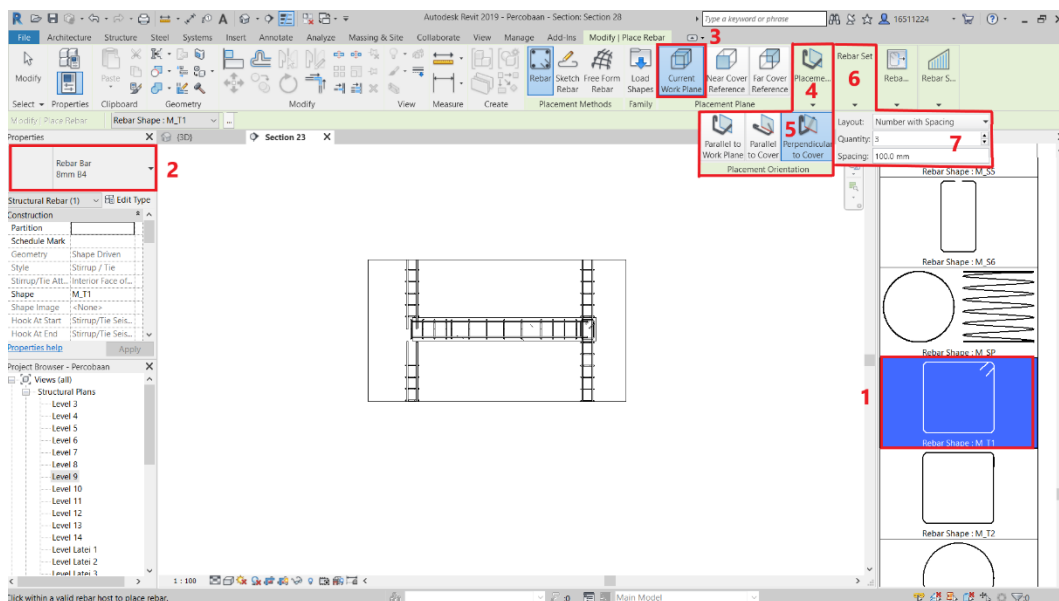 Autodesk Revit 2019 - Percobaan - Section: Section 28
Type a keyword or phrase
16511224
File Architecture Structure Steel Systems Insert Annotate Analyze Massing & Site Collaborate View Manage Add-Ins Modify | Place Rebar
3
Modify
Paste
Rebar
Sketch Rebar
Free Form Rebar
Load Shapes
Current Work Plane
Near Cover Reference
Far Cover Reference
Placeme...
4
Rebar Set
6
Reba...
Rebar S...
Select Properties Clipboard Geometry Modify View Measure Create Placement Methods Family Placement Plane
Modify | Place Rebar
Rebar Shape : M_T1
...
5
Parallel to Work Plane
Parallel to Cover
Perpendicular to Cover
Placement Orientation
Layout: Number with Spacing
Quantity: 3
7
Spacing: 100.0 mm
Properties
{3D}
Section 23
Rebar Bar
8mm B4
2
Structural Rebar (1) Edit Type
Construction
Partition
Schedule Mark
Geometry Shape Driven
Style Stirrup / Tie
Stirrup/Tie Att... Interior Face of...
Shape M_T1
Shape Image <None>
Hook At Start Stirrup/Tie Seis...
Hook At End Stirrup/Tie Seis...
Properties help Apply
Project Browser - Percobaan
Views (all)
Structural Plans
Level 3
Level 4
Level 5
Level 6
Level 7
Level 8
Level 9
Level 10
Level 11
Level 12
Level 13
Level 14
Level Latei 1
Level Latei 2
Level Latei 3
Rebar Shape : M_S5
Rebar Shape : M_S6
Rebar Shape : M_SP
1
Rebar Shape : M_T1
Rebar Shape : M_T2
1 : 100
Click within a valid rebar host to place rebar.
:0
Main Model
:0